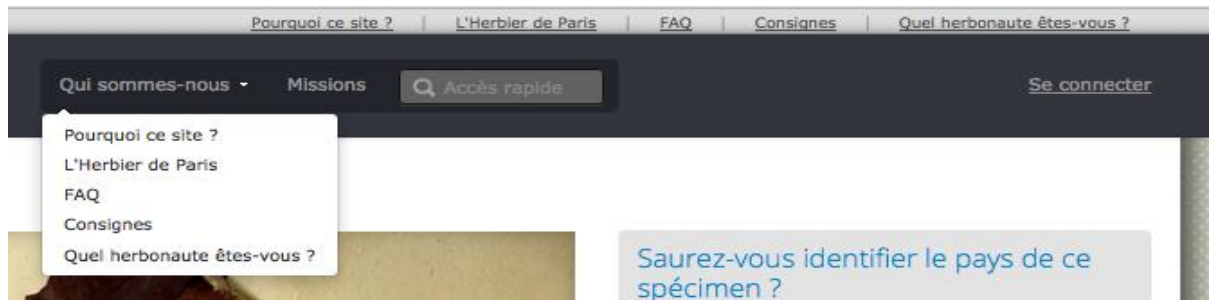 Pourquoi ce site ? | L'Herbier de Paris | FAQ | Consignes | Quel herbonaute êtes-vous ?
Qui sommes-nous Missions Accès rapide Se connecter
Pourquoi ce site ?
L'Herbier de Paris
FAQ
Consignes
Quel herbonaute êtes-vous ?
Saurez-vous identifier le pays de ce
spécimen ?